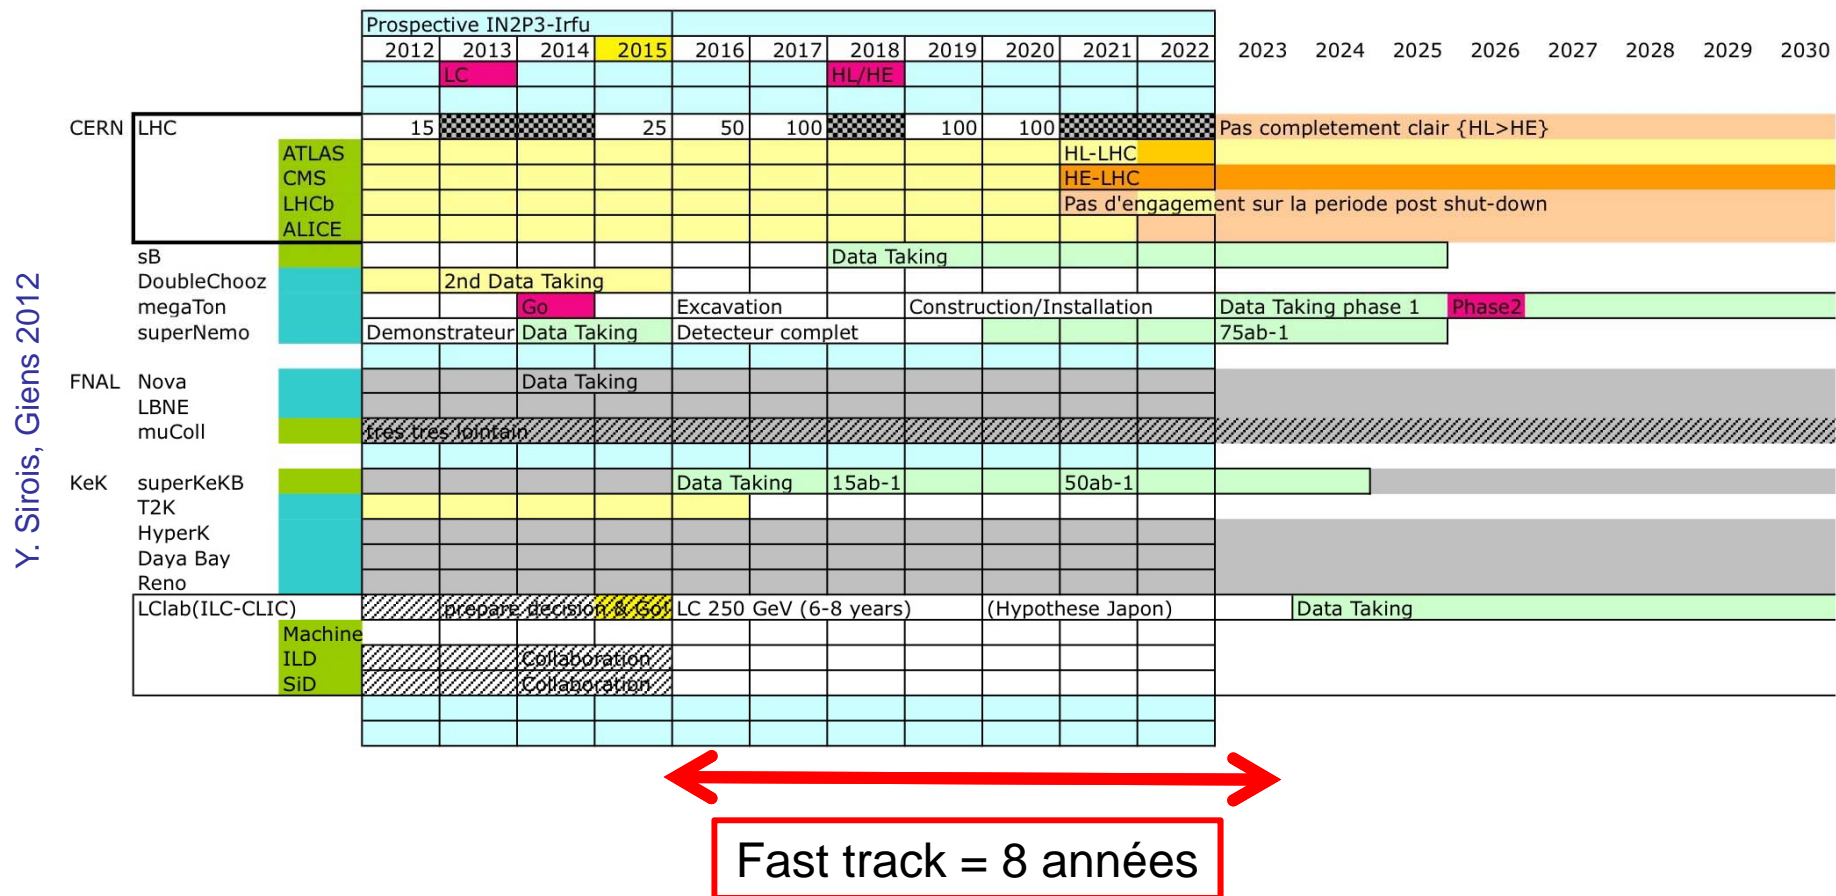 Prospective IN2P3-Irfu
2012 2013 2014 2015 2016 2017 2018 2019 2020 2021 2022 2023 2024 2025 2026 2027 2028 2029 2030
LC HL/HE
CERN LHC 15 25 50 100 100 100 Pas completement clair {HL>HE}
ATLAS HL-LHC
CMS HE-LHC
LHCb Pas d'engagement sur la periode post shut-down
ALICE
sB Data Taking
DoubleChooz 2nd Data Taking
megaTon Go Excavation Construction/Installation Data Taking phase 1 Phase2
superNemo Demonstrateur Data Taking Detecteur complet 75ab-1
FNAL Nova Data Taking
LBNE
muColl tres tres lointain
KeK superKeKB Data Taking 15ab-1 50ab-1
T2K
HyperK
Daya Bay
Reno
LClab(ILC-CLIC) prepare decision & Go! LC 250 GeV (6-8 years) (Hypothese Japon) Data Taking
Machine
ILD Collaboration
SiD Collaboration
Y. Sirois, Giens 2012
Fast track = 8 années